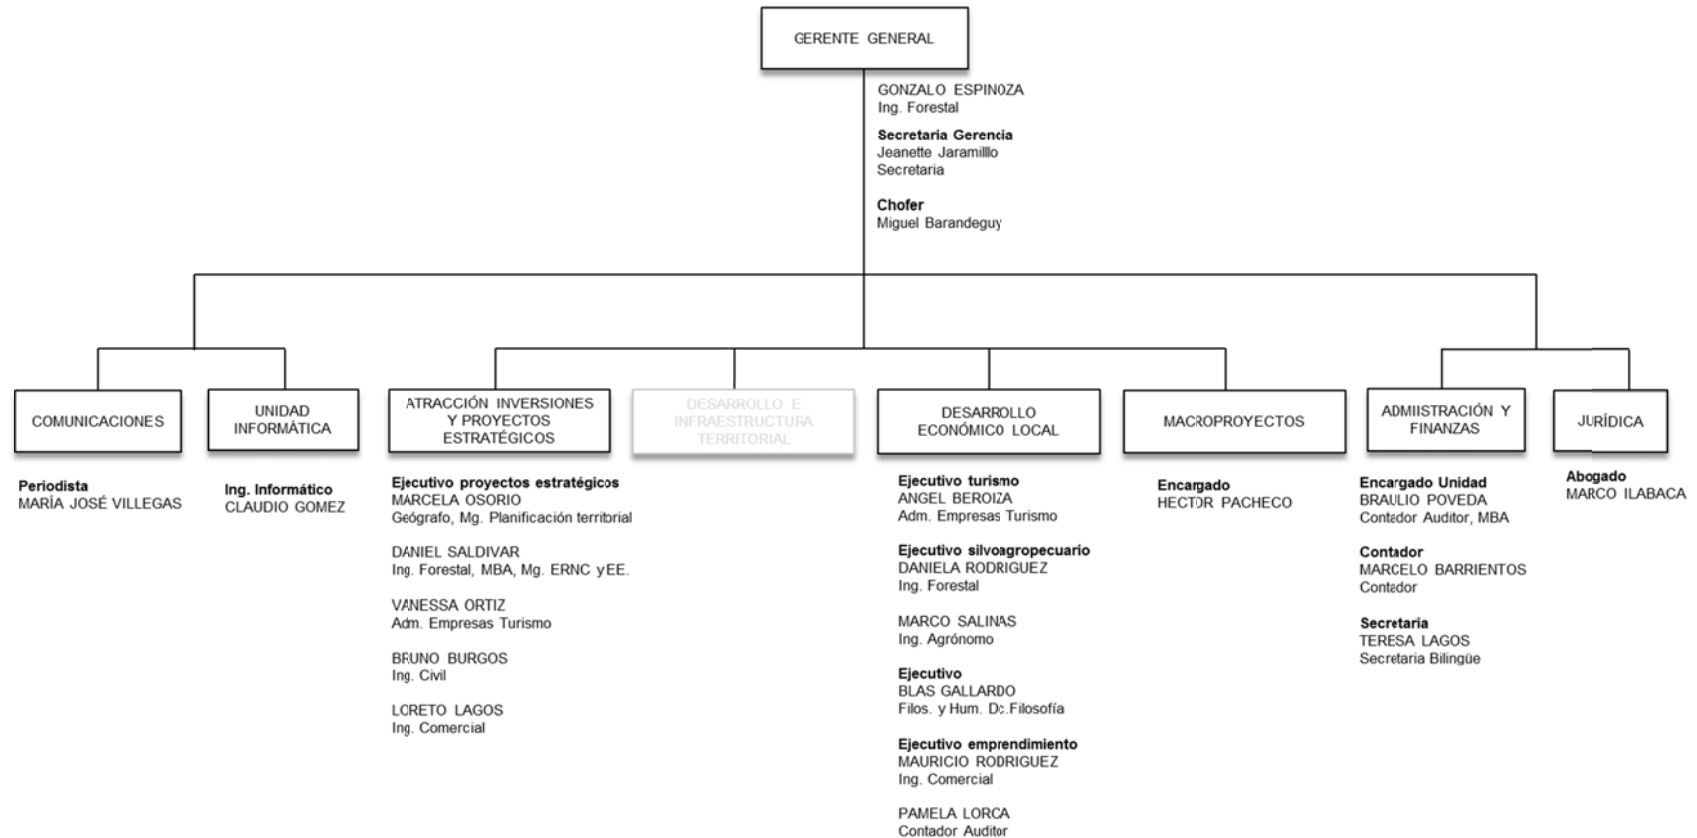 GERENTE GENERAL
GONZALO ESPINOZA
Ing. Forestal
Secretaria Gerencia
Jeanette Jaramilllo
Secretaria
Chofer
Miguel Barandeguy
COMUNICACIONES
Periodista
MARÍA JOSÉ VILLEGAS
UNIDAD
INFORMÁTICA
Ing. Informático
CLAUDIO GOMEZ
ATRACCIÓN INVERSIONES
Y PROYECTOS
ESTRATÉGICOS
Ejecutivo proyectos estratégicos
MARCELA OSORIO
Geógrafo, Mg. Planificación territorial
DANIEL SALDIVAR
Ing. Forestal, MBA, Mg. ERNC y EE.
VANESSA ORTIZ
Adm. Empresas Turismo
BRUNO BURGOS
Ing. Civil
LORETO LAGOS
Ing. Comercial
DESARROLLO E
INFRAESTRUCTURA
TERRITORIAL
DESARROLLO
ECONÓMICO LOCAL
Ejecutivo turismo
ANGEL BEROIZA
Adm. Empresas Turismo
Ejecutivo silvoagropecuario
DANIELA RODRIGUEZ
Ing. Forestal
MARCO SALINAS
Ing. Agrónomo
Ejecutivo
BLAS GALLARDO
Filos. y Hum. Dc.Filosofía
Ejecutivo emprendimiento
MAURICIO RODRIGUEZ
Ing. Comercial
PAMELA LORCA
Contador Auditor
MACROPROYECTOS
Encargado
HECTOR PACHECO
ADMIISTRACIÓN Y
FINANZAS
Encargado Unidad
BRAULIO POVEDA
Contador Auditor, MBA
Contador
MARCELO BARRIENTOS
Contador
Secretaria
TERESA LAGOS
Secretaria Bilingüe
JURÍDICA
Abogado
MARCO ILABACA